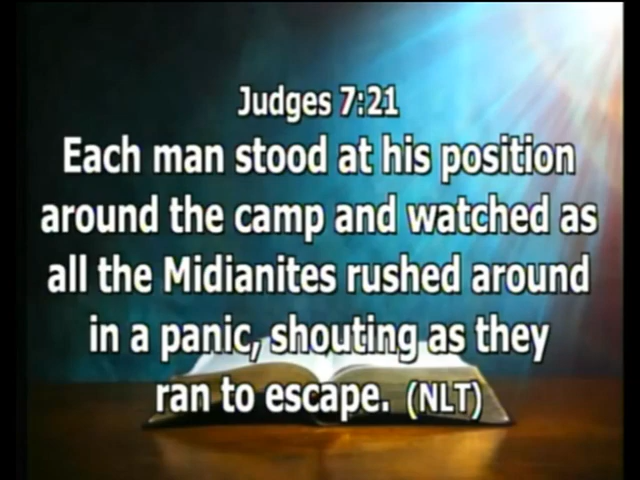 Judges 7:21
Each man stood at his position
around the camp and watched as
all the Midianites rushed around
in a panic, shouting as they
ran to escape. (NLT)